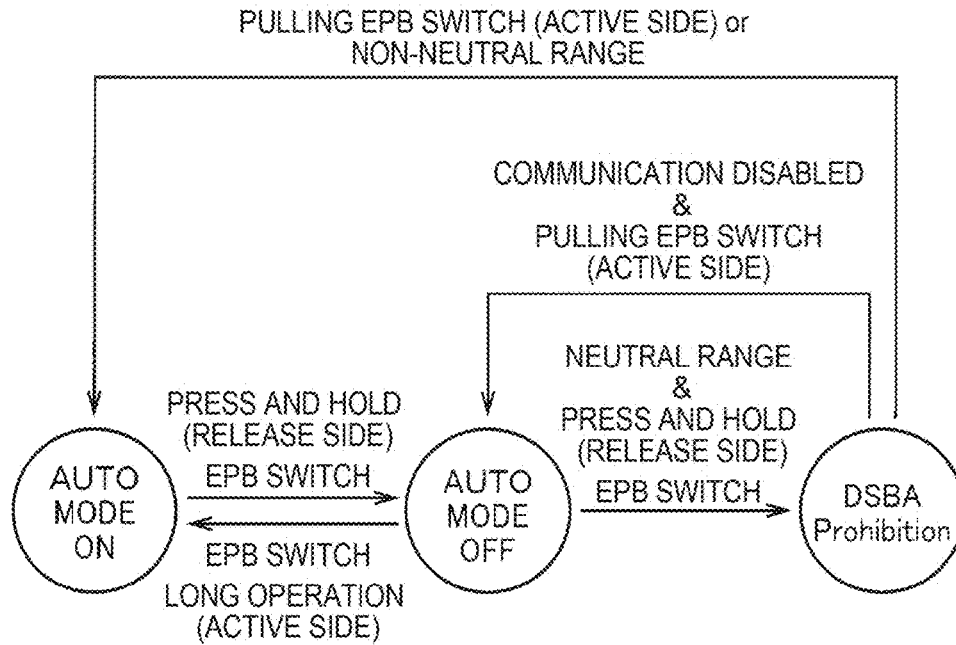 PULLING EPB SWITCH (ACTIVE SIDE) or
NON-NEUTRAL RANGE
COMMUNICATION DISABLED
&
PULLING EPB SWITCH
(ACTIVE SIDE)
NEUTRAL RANGE
&
PRESS AND HOLD
(RELEASE SIDE)
EPB SWITCH
PRESS AND HOLD
(RELEASE SIDE)
EPB SWITCH
AUTO
MODE
ON
EPB SWITCH
LONG OPERATION
(ACTIVE SIDE)
AUTO
MODE
OFF
DSBA
Prohibition